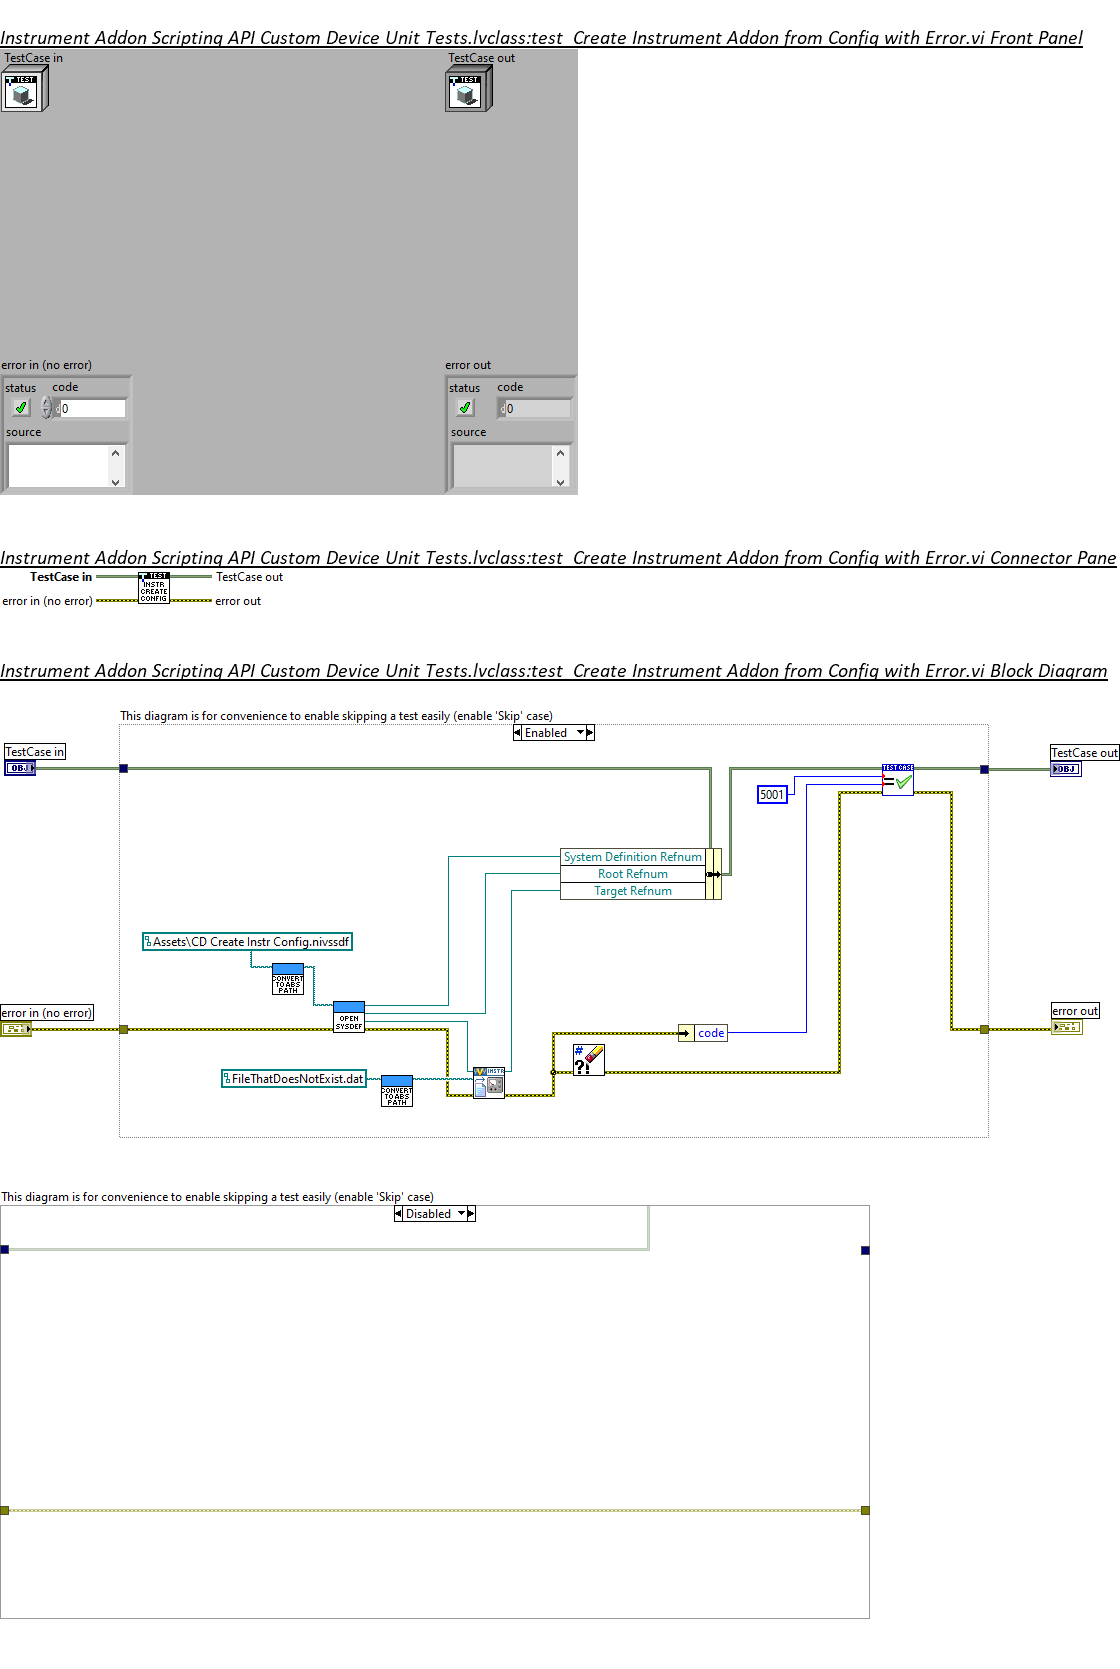 Instrument Addon Scripting API Custom Device Unit Tests.lvclass:test_Create Instrument Addon from Config with Error.vi Front Panel
TestCase in
TestCase out
TEST
TEST
error in (no error)
error out
status
code
status
code
0
0
source
source
Instrument Addon Scripting API Custom Device Unit Tests.lvclass:test_Create Instrument Addon from Config with Error.vi Connector Pane
TestCase in
TEST
INSTR
CREATE
CONFIG
TestCase out
error in (no error)
error out
Instrument Addon Scripting API Custom Device Unit Tests.lvclass:test_Create Instrument Addon from Config with Error.vi Block Diagram
This diagram is for convenience to enable skipping a test easily (enable 'Skip' case)
Enabled
TestCase in
OBJ
TestCase out
OBJ
TEST CASE
5001
System Definition Refnum
Root Refnum
Target Refnum
Assets\CD Create Instr Config.nivssdf
CONVERT
TO ABS
PATH
error in (no error)
OPEN
SYSDEF
error out
code
#
?!
FileThatDoesNotExist.dat
CONVERT
TO ABS
PATH
INSTR
This diagram is for convenience to enable skipping a test easily (enable 'Skip' case)
Disabled